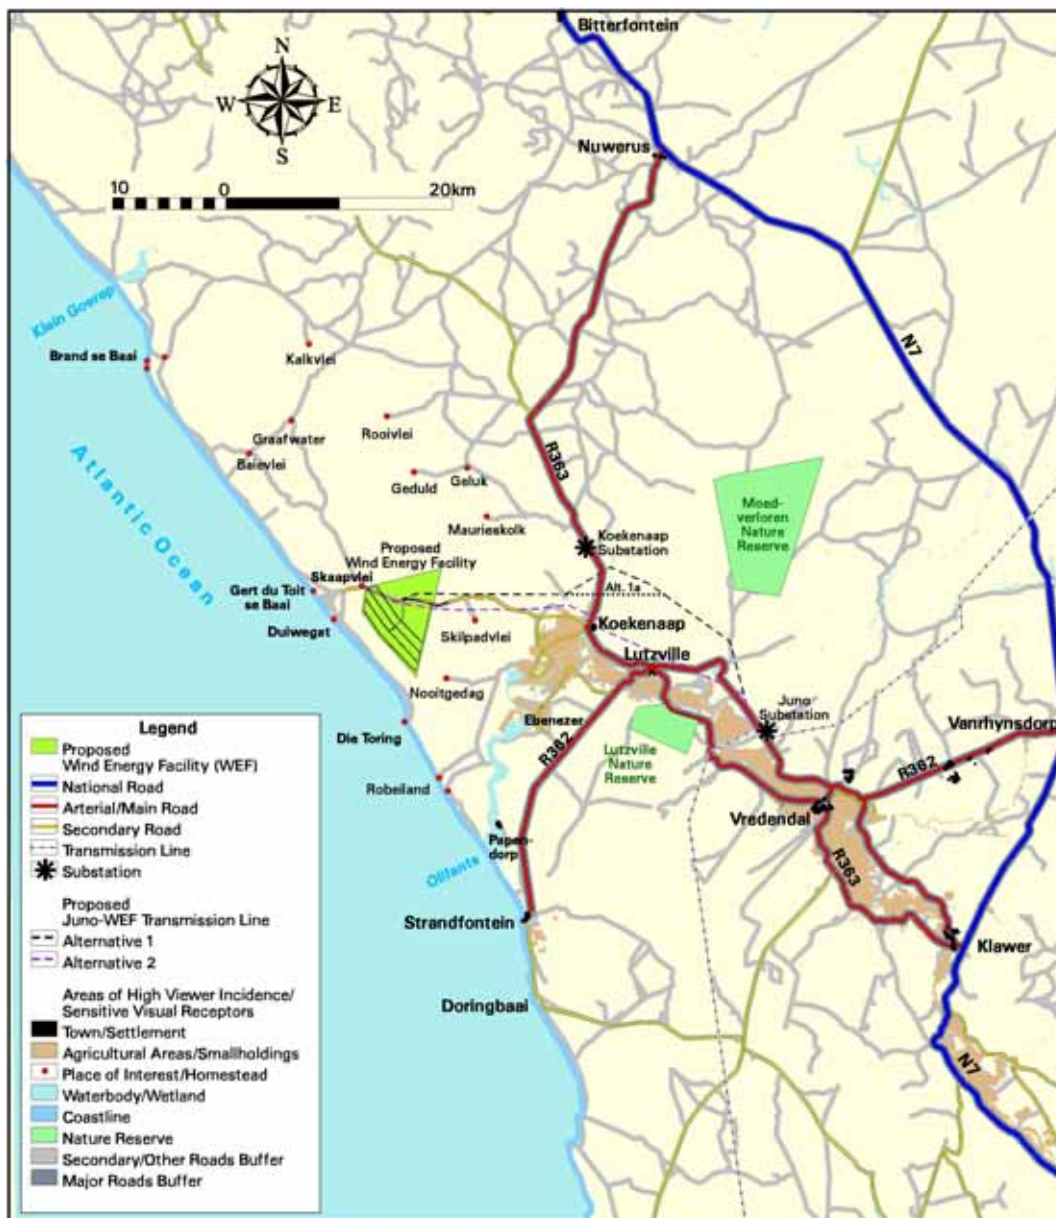 Bitterfontein
N
W E
S
Nuwerus
10 0 20km
Klein Goerap
N7
Brand se Baai
Kalkvlei
Graafwater
Rooivlei
Baievlei
R363
Geduld
Geluk
Atlantic Ocean
Maurieskolk
Moed-
verloren
Nature
Reserve
Koekenaap
Substation
Proposed
Wind Energy Facility
Skaapvlei
Alt. 1a
Gert du Toit
se Baai
Duiwegat
Skilpadvlei
Koekenaap
Lutzville
Nooitgedag
Juno
Substation
Ebenezer
Vanrhynsdorp
Die Toring
R362
Lutzville
Nature
Reserve
R362
Robeiland
Vredendal
Papen-
dorp
Olifants
R363
Strandfontein
Klawer
Doringbaai
N7
Legend
Proposed
Wind Energy Facility (WEF)
National Road
Arterial/Main Road
Secondary Road
Transmission Line
Substation
Proposed
Juno-WEF Transmission Line
Alternative 1
Alternative 2
Areas of High Viewer Incidence/
Sensitive Visual Receptors
Town/Settlement
Agricultural Areas/Smallholdings
Place of Interest/Homestead
Waterbody/Wetland
Coastline
Nature Reserve
Secondary/Other Roads Buffer
Major Roads Buffer